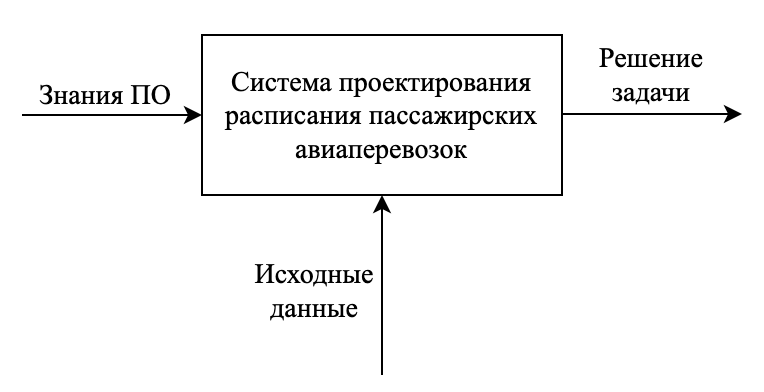 Знания ПО
Система проектирования
расписания пассажирских
авиаперевозок
Решение
задачи
Исходные
данные